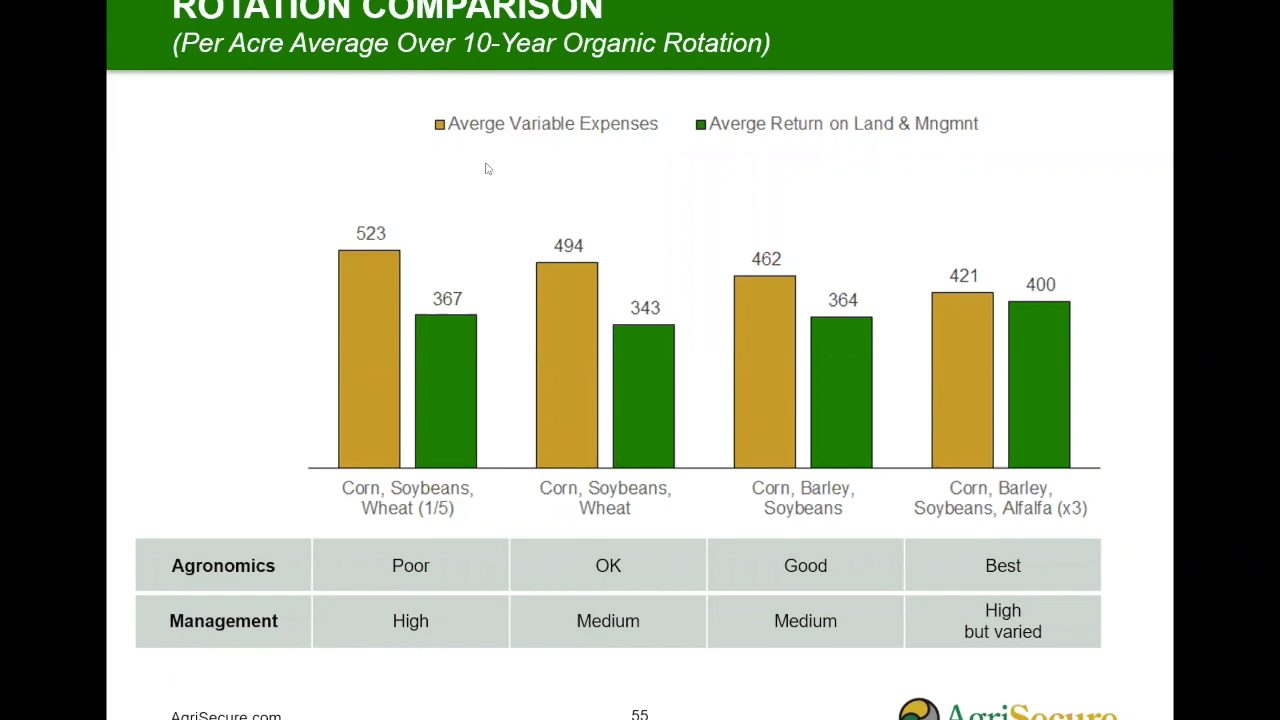 ROTATION COMPARISON
(Per Acre Average Over 10-Year Organic Rotation)
Averge Variable Expenses
Averge Return on Land & Mngmnt
523
367
494
343
462
364
421
400
Corn, Soybeans,
Wheat (1/5)
Corn, Soybeans,
Wheat
Corn, Barley,
Soybeans
Corn, Barley,
Soybeans, Alfalfa (x3)
Agronomics
Poor
OK
Good
Best
Management
High
Medium
Medium
High
but varied
AgriSecure.com
55
AgriSecure